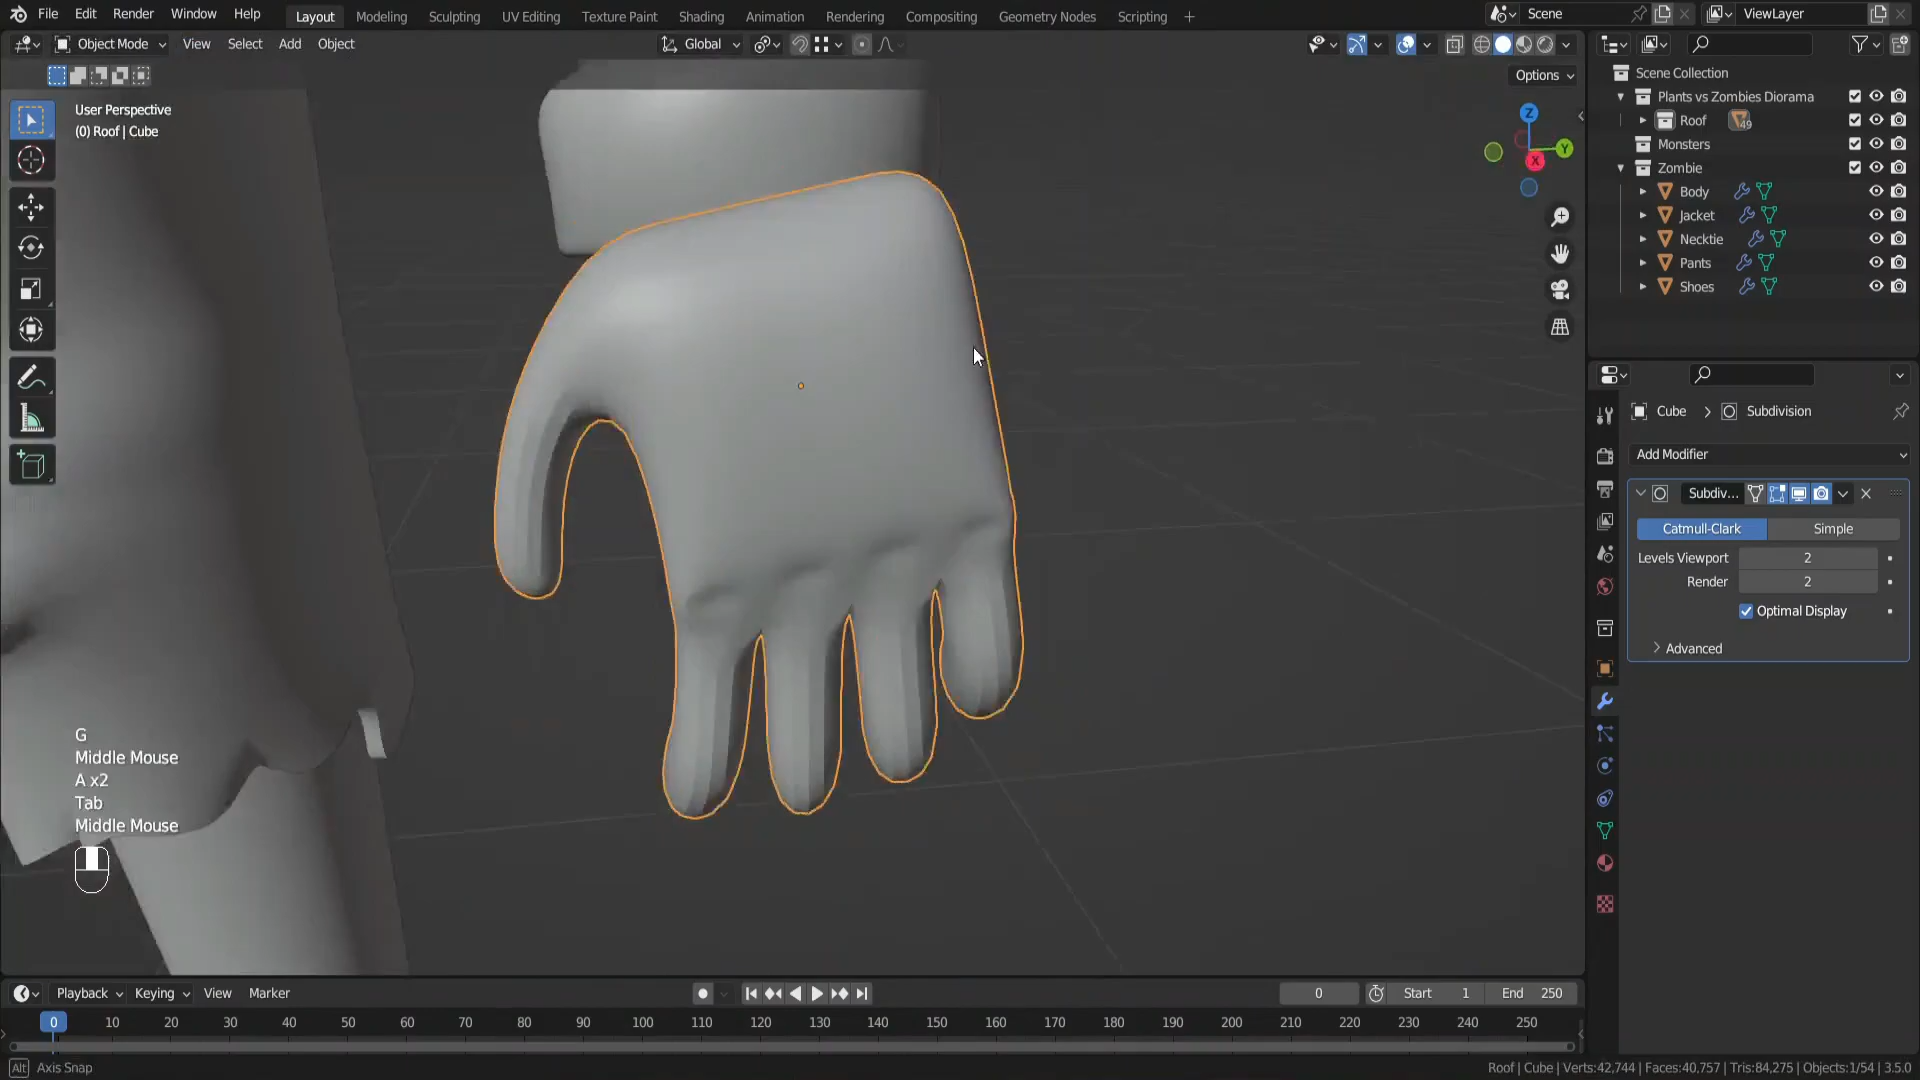 File Edit Render Window Help Layout Modeling Sculpting UV Editing Texture Paint Shading Animation Rendering Compositing Geometry Nodes Scripting + Scene ViewLayer
Object Mode View Select Add Object Global
Options
User Perspective
(0) Roof | Cube
Z
Y
X
Scene Collection
Plants vs Zombies Diorama
Roof 49
Monsters
Zombie
Body
Jacket
Necktie
Pants
Shoes
Cube > Subdivision
Add Modifier
Subdiv...
Catmull-Clark Simple
Levels Viewport 2
Render 2
Optimal Display
Advanced
G
Middle Mouse
A x2
Tab
Middle Mouse
Playback Keying View Marker 0 Start 1 End 250
0 10 20 30 40 50 60 70 80 90 100 110 120 130 140 150 160 170 180 190 200 210 220 230 240 250
Alt Axis Snap Roof | Cube | Verts:42,744 | Faces:40,757 | Tris:84,275 | Objects:1/54 | 3.5.0